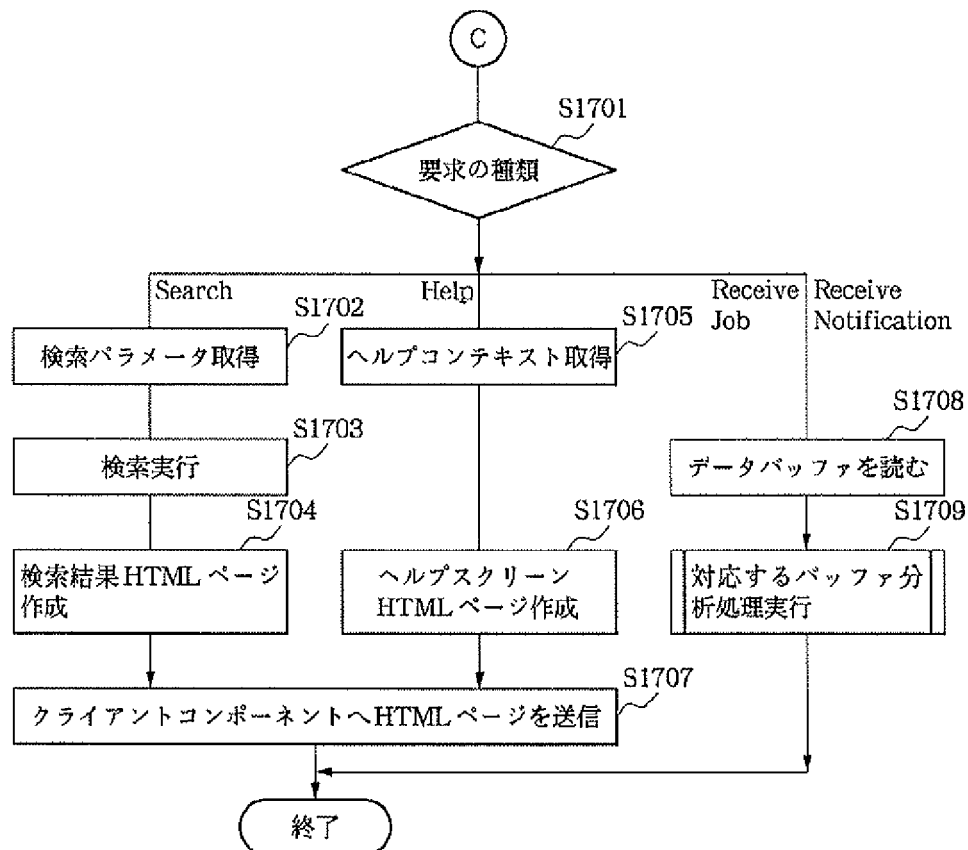 C
S1701
要求の種類
Search
Help
Receive
Job
Receive
Notification
S1702
検索パラメータ取得
S1705
ヘルプコンテキスト取得
S1703
検索実行
S1708
データバッファを読む
S1704
検索結果HTMLページ
作成
S1706
ヘルプスクリーン
HTMLページ作成
S1709
対応するバッファ分
析処理実行
S1707
クライアントコンポーネントへHTMLページを送信
終了